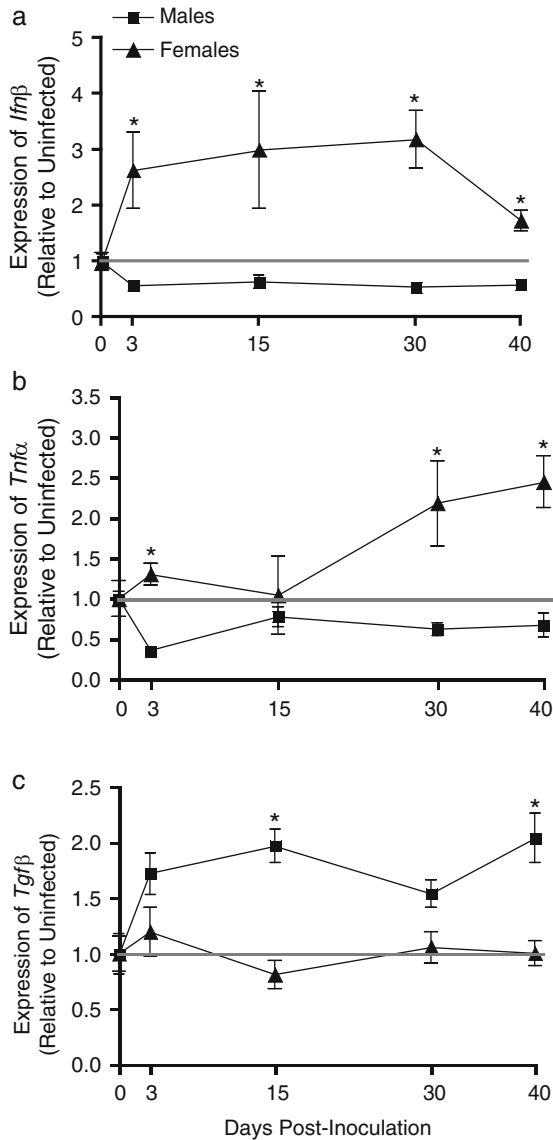 a
Males
Females
Expression of Ifnβ
(Relative to Uninfected)
5
4
3
2
1
0
*
*
*
*
0 3 15 30 40
b
Expression of Tnfα
(Relative to Uninfected)
3.5
3.0
2.5
2.0
1.5
1.0
0.5
0.0
*
*
*
0 3 15 30 40
c
Expression of Tgfβ
(Relative to Uninfected)
2.5
2.0
1.5
1.0
0.5
0.0
*
*
0 3 15 30 40
Days Post-Inoculation